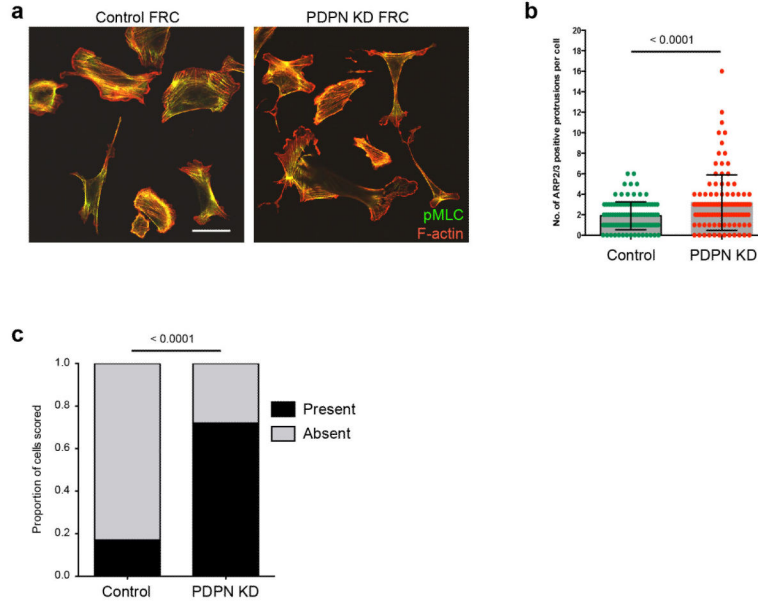 a
Control FRC
PDPN KD FRC
pMLC
F-actin
b
< 0.0001
No. of ARP2/3 positive protrusions per cell
20
18
16
14
12
10
8
6
4
2
0
Control
PDPN KD
c
< 0.0001
Proportion of cells scored
1.0
0.8
0.6
0.4
0.2
0.0
Control
PDPN KD
Present
Absent